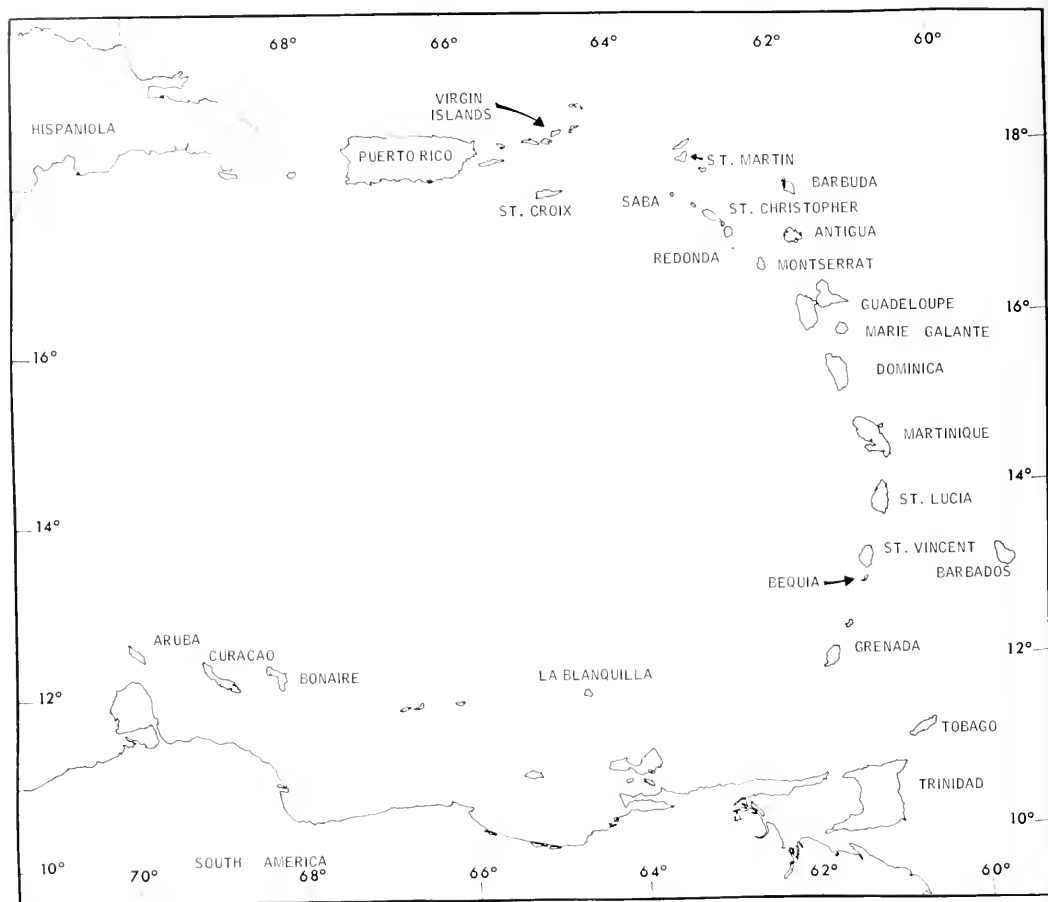 68°
66°
64°
62°
60°
VIRGIN
ISLANDS
HISPANIOLA
18°
PUERTO RICO
ST. MARTIN
BARBUDA
ST. CROIX
SABA
ST. CHRISTOPHER
ANTIGUA
REDONDA
MONTSERRAT
GUADELOUPE
16°
MARIE GALANTE
16°
DOMINICA
MARTINIQUE
14°
ST. LUCIA
14°
ST. VINCENT
BARBADOS
BEQUIA
ARUBA
CURACAO
BONAIRE
LA BLANQUILLA
GRENADA
12°
12°
TOBAGO
TRINIDAD
10°
SOUTH AMERICA
10°
70°
68°
66°
64°
62°
60°